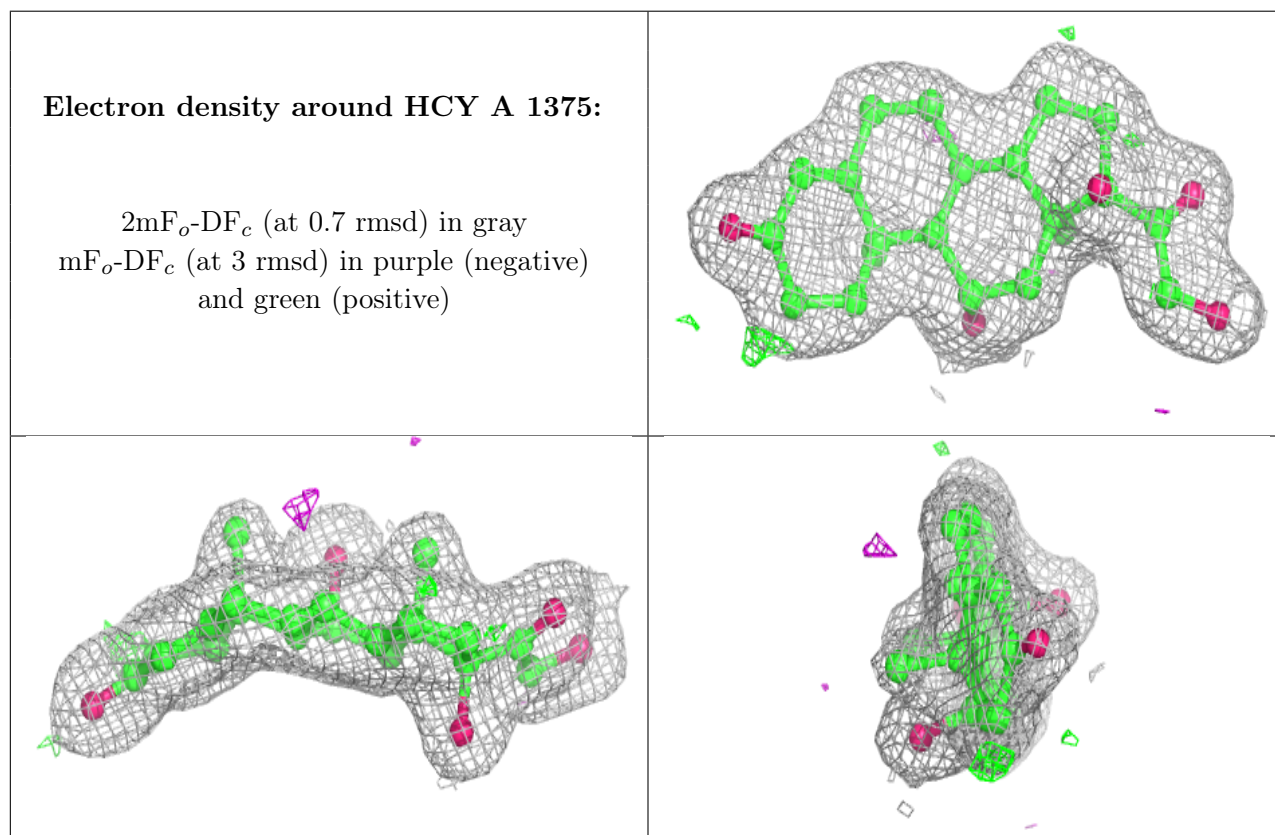 Electron density around HCY A 1375:
2mFo-DFc (at 0.7 rmsd) in gray
mFo-DFc (at 3 rmsd) in purple (negative)
and green (positive)